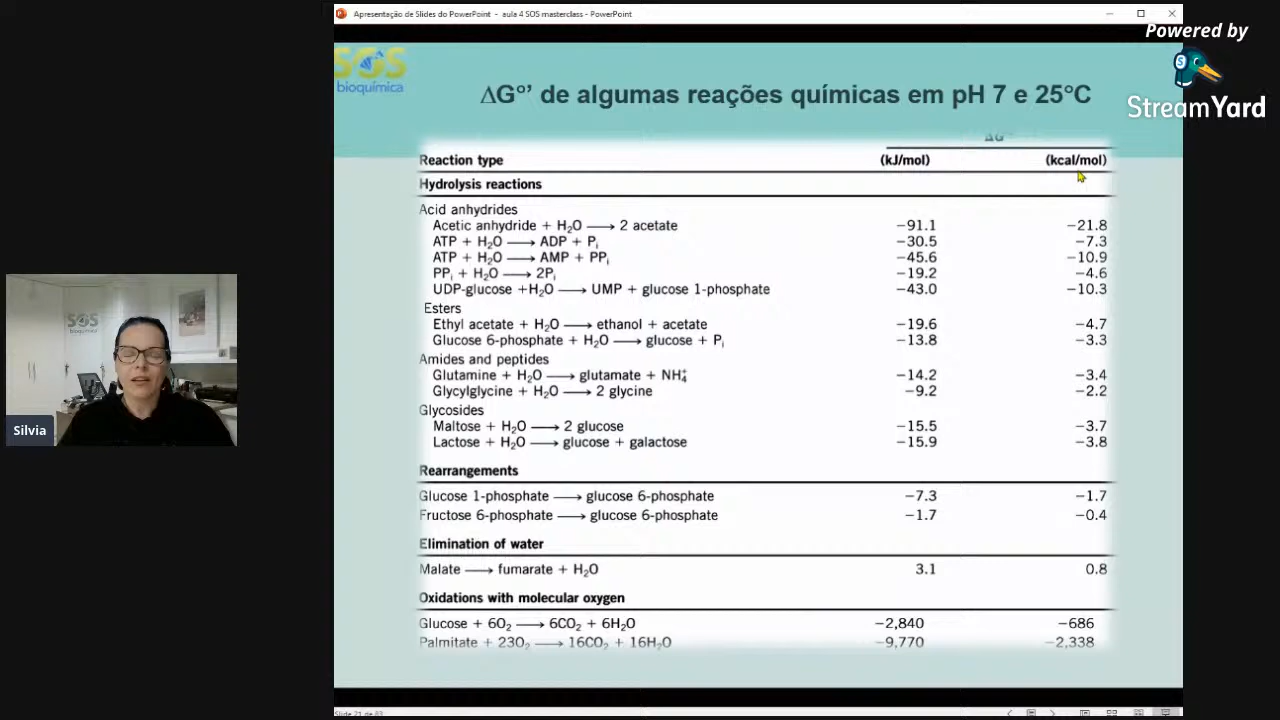 Apresentação de Slides do PowerPoint - aula 4 SOS masterclass - PowerPoint
Powered by
StreamYard
SOS
bioquímica
ΔG°' de algumas reações químicas em pH 7 e 25°C
Reaction type (kJ/mol) (kcal/mol)
Hydrolysis reactions
Acid anhydrides
Acetic anhydride + H₂O ⟶ 2 acetate −91.1 −21.8
ATP + H₂O ⟶ ADP + Pᵢ −30.5 −7.3
ATP + H₂O ⟶ AMP + PPᵢ −45.6 −10.9
PPᵢ + H₂O ⟶ 2Pᵢ −19.2 −4.6
UDP-glucose +H₂O ⟶ UMP + glucose 1-phosphate −43.0 −10.3
Esters
Ethyl acetate + H₂O ⟶ ethanol + acetate −19.6 −4.7
Glucose 6-phosphate + H₂O ⟶ glucose + Pᵢ −13.8 −3.3
Amides and peptides
Glutamine + H₂O ⟶ glutamate + NH₄⁺ −14.2 −3.4
Glycylglycine + H₂O ⟶ 2 glycine −9.2 −2.2
Glycosides
Maltose + H₂O ⟶ 2 glucose −15.5 −3.7
Lactose + H₂O ⟶ glucose + galactose −15.9 −3.8
Rearrangements
Glucose 1-phosphate ⟶ glucose 6-phosphate −7.3 −1.7
Fructose 6-phosphate ⟶ glucose 6-phosphate −1.7 −0.4
Elimination of water
Malate ⟶ fumarate + H₂O 3.1 0.8
Oxidations with molecular oxygen
Glucose + 6O₂ ⟶ 6CO₂ + 6H₂O −2,840 −686
Palmitate + 23O₂ ⟶ 16CO₂ + 16H₂O −9,770 −2,338
SOS
bioquímica
Silvia
Slide 21 de 83